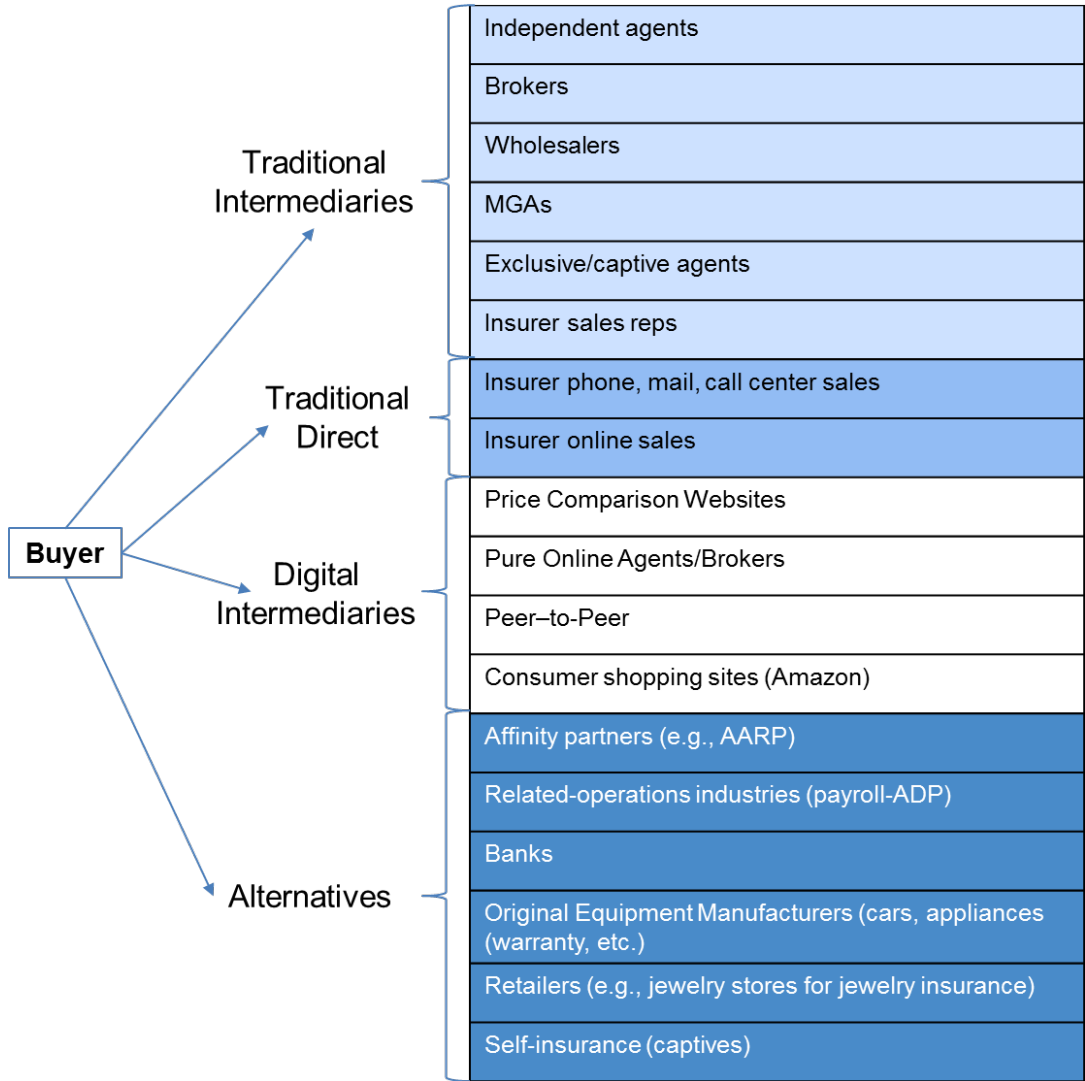 Independent agents
Brokers
Traditional
Intermediaries
Wholesalers
MGAs
Exclusive/captive agents
Insurer sales reps
Traditional
Direct
Insurer phone, mail, call center sales
Insurer online sales
Buyer
Digital
Intermediaries
Price Comparison Websites
Pure Online Agents/Brokers
Peer–to-Peer
Consumer shopping sites (Amazon)
Alternatives
Affinity partners (e.g., AARP)
Related-operations industries (payroll-ADP)
Banks
Original Equipment Manufacturers (cars, appliances
(warranty, etc.)
Retailers (e.g., jewelry stores for jewelry insurance)
Self-insurance (captives)